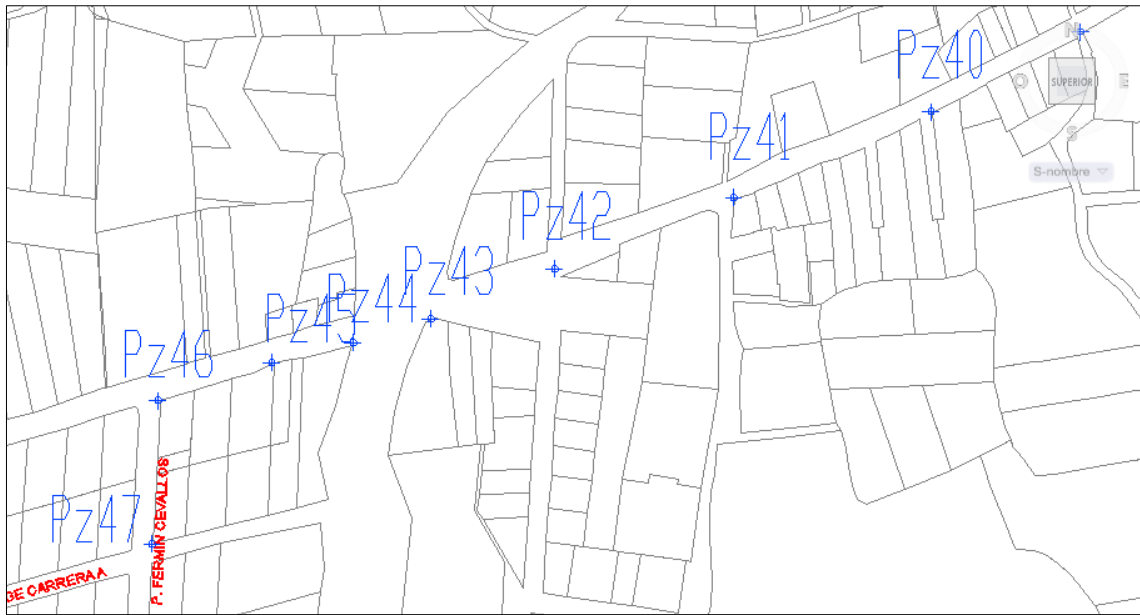 N
Pz40
O
SUPERIOR
E
Pz41
S
S-nombre
Pz42
Pz43
Pz44
Pz45
Pz46
Pz47
P. FERMIN CEVALLOS
GE CARRERA A